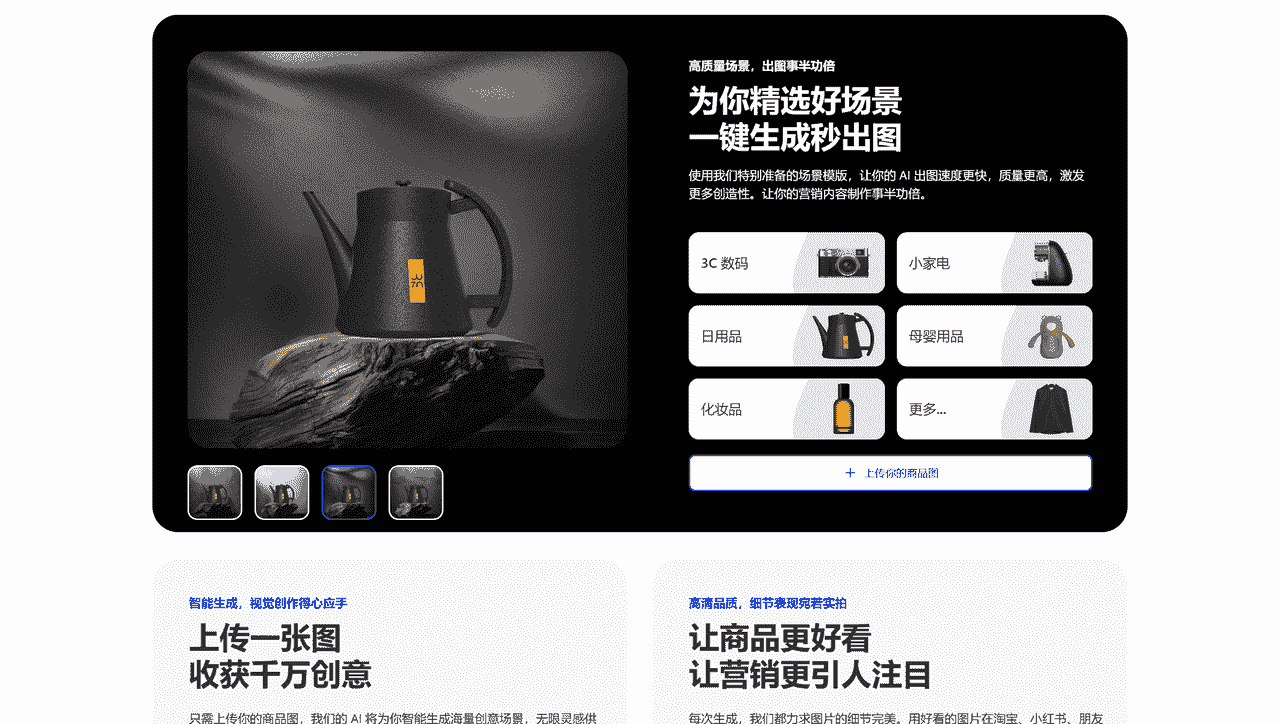 高质量场景，出图事半功倍
为你精选好场景
一键生成秒出图
使用我们特别准备的场景模版，让你的 AI 出图速度更快，质量更高，激发
更多创造性。让你的营销内容制作事半功倍。
3C 数码
小家电
日用品
母婴用品
化妆品
更多...
+ 上传你的商品图
智能生成，视觉创作得心应手
上传一张图
收获千万创意
只需上传你的商品图，我们的 AI 将为你智能生成海量创意场景，无限灵感供
高清品质，细节表现宛若实拍
让商品更好看
让营销更引人注目
每次生成，我们都力求图片的细节完美。用好看的图片在淘宝、小红书、朋友